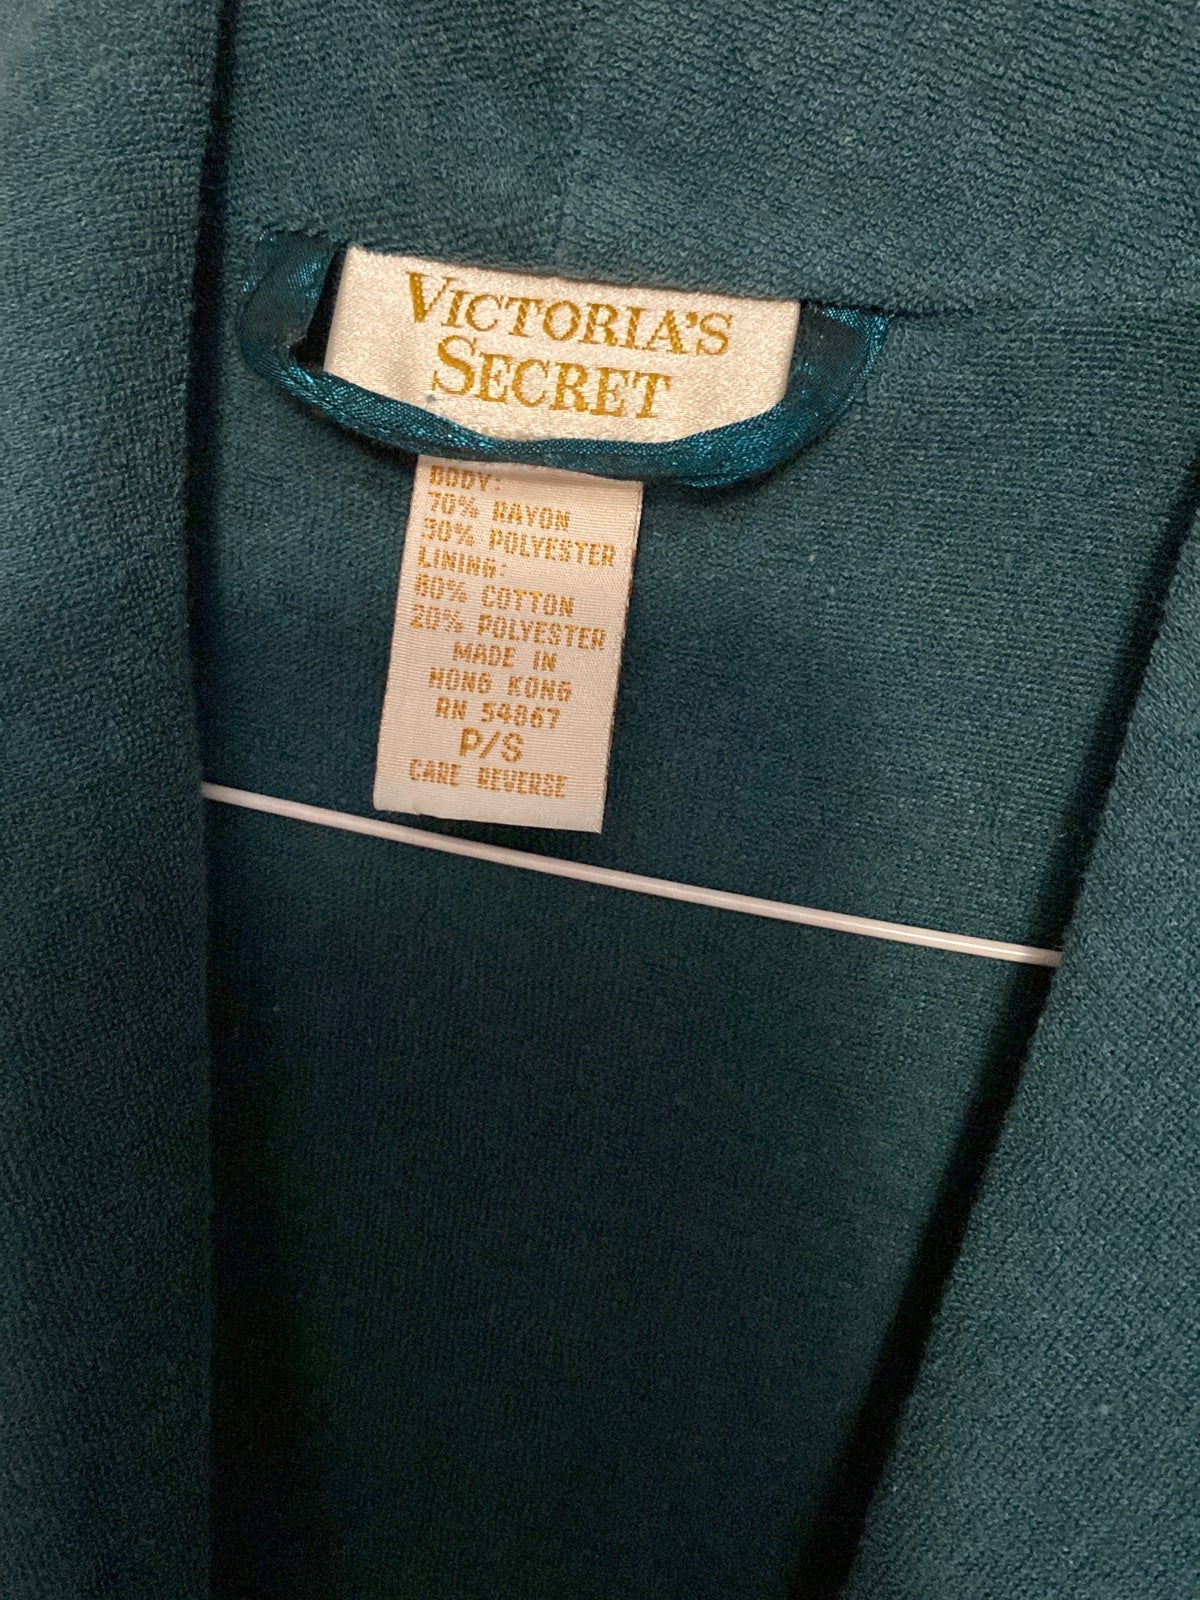 VICTORIA'S
SECRET
BODY:
70% RAYON
30% POLYESTER
LINING:
80% COTTON
20% POLYESTER
MADE IN
HONG KONG
RN 54867
P/S
CARE REVERSE